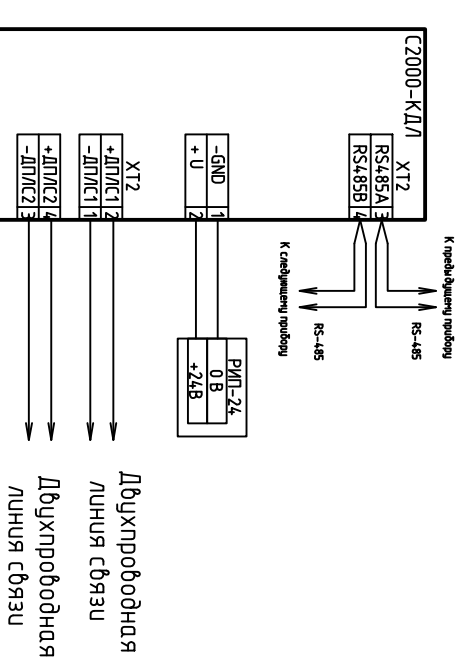 С2000-КДЛ
К предыдущему прибору
RS-485
XT2
RS485A 3
RS485B 4
RS-485
К следующему прибору
-GND 1
+U 2
РИП-24
0 В
+24В
XT2
+ДПЛС1 2
-ДПЛС1 1
Двухпроводная
линия связи
+ДПЛС2 4
-ДПЛС2 3
Двухпроводная
линия связи